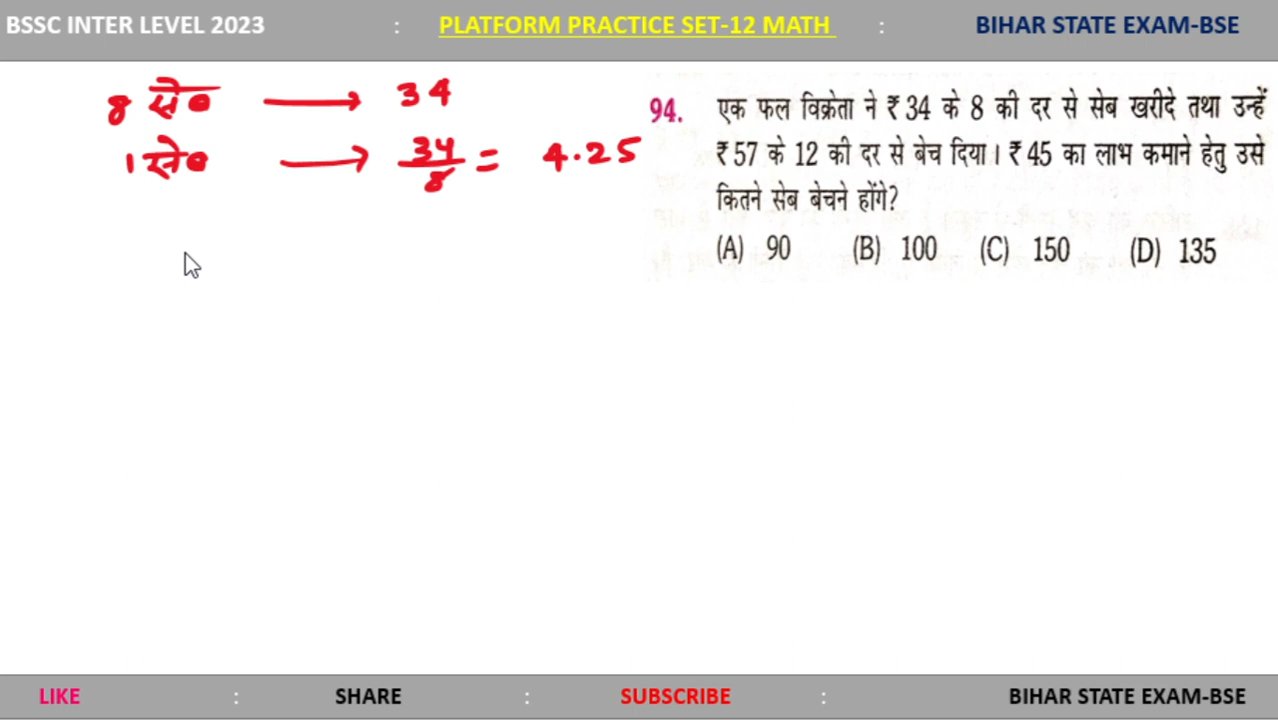 BSSC INTER LEVEL 2023 : PLATFORM PRACTICE SET-12 MATH : BIHAR STATE EXAM-BSE
8 सेब → 34
1 सेब → 34/8 = 4.25
94. एक फल विक्रेता ने ₹ 34 के 8 की दर से सेब खरीदे तथा उन्हें
₹ 57 के 12 की दर से बेच दिया। ₹ 45 का लाभ कमाने हेतु उसे
कितने सेब बेचने होंगे?
(A) 90 (B) 100 (C) 150 (D) 135
LIKE : SHARE : SUBSCRIBE : BIHAR STATE EXAM-BSE